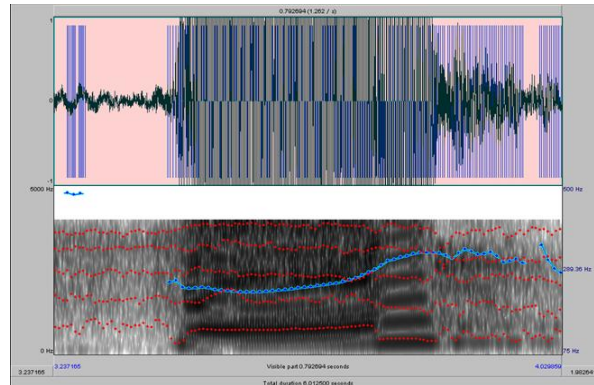 0.792694 (1.262 / s)
1
0
-1
5000 Hz
500 Hz
289.36 Hz
0 Hz
75 Hz
3.237165
Visible part 0.792694 seconds
4.029859
3.237165
1.98264
Total duration 6.012500 seconds